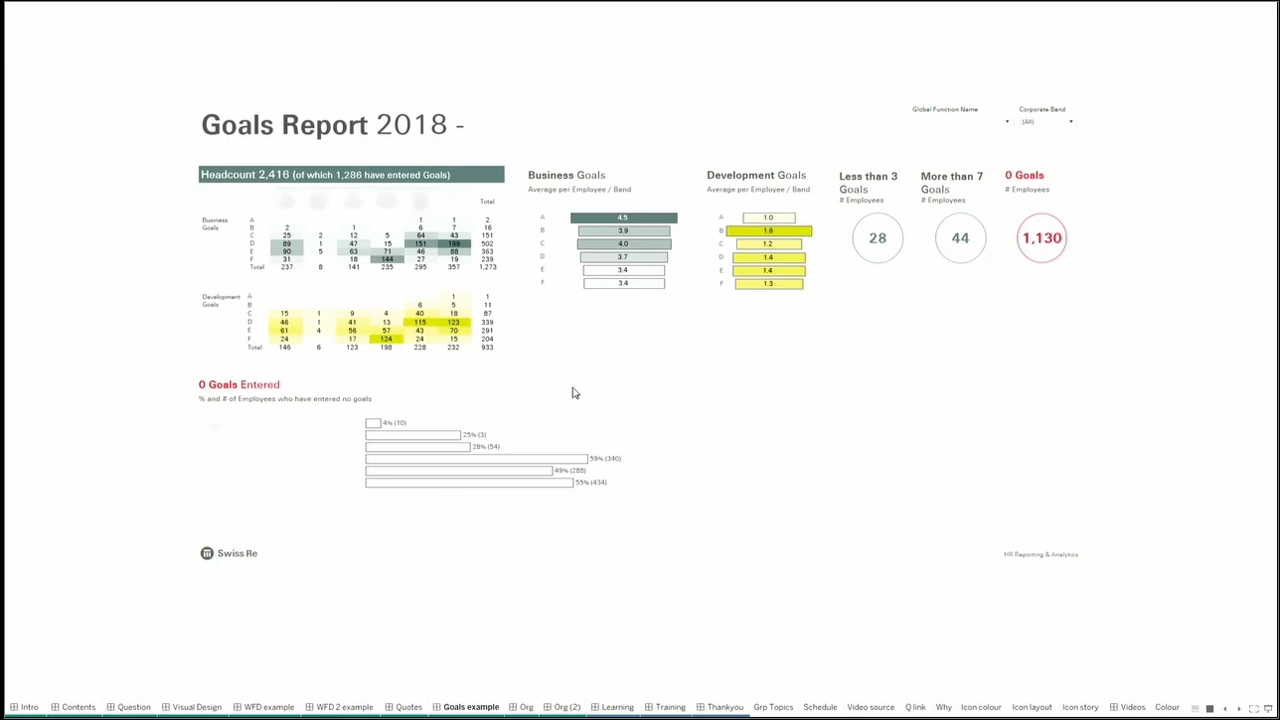 Goals Report 2018 -
Global Function Name
Corporate Band
(All)
Headcount 2,416 (of which 1,286 have entered Goals)
Total
Business Goals
A 1 1 2
B 2 1 6 7 16
C 25 2 12 5 64 43 151
D 89 1 47 15 151 199 502
E 90 5 63 71 46 88 363
F 31 18 144 27 19 239
Total 237 8 141 235 295 357 1,273
Development Goals
A 1 1
B 6 5 11
C 15 1 9 4 40 18 87
D 46 1 41 13 115 123 339
E 61 4 56 57 43 70 291
F 24 17 124 24 15 204
Total 146 6 123 198 228 232 933
Business Goals
Average per Employee / Band
A 4.5
B 3.9
C 4.0
D 3.7
E 3.4
F 3.4
Development Goals
Average per Employee / Band
A 1.0
B 1.6
C 1.2
D 1.4
E 1.4
F 1.3
Less than 3
Goals
# Employees
28
More than 7
Goals
# Employees
44
0 Goals
# Employees
1,130
0 Goals Entered
% and # of Employees who have entered no goals
4% (10)
25% (3)
28% (54)
59% (340)
49% (288)
55% (434)
Swiss Re
HR Reporting & Analytics
Intro Contents Question Visual Design WFD example WFD 2 example Quotes Goals example Org Org (2) Learning Training Thankyou Grp Topics Schedule Video source Q link Why Icon colour Icon layout Icon story Videos Colour